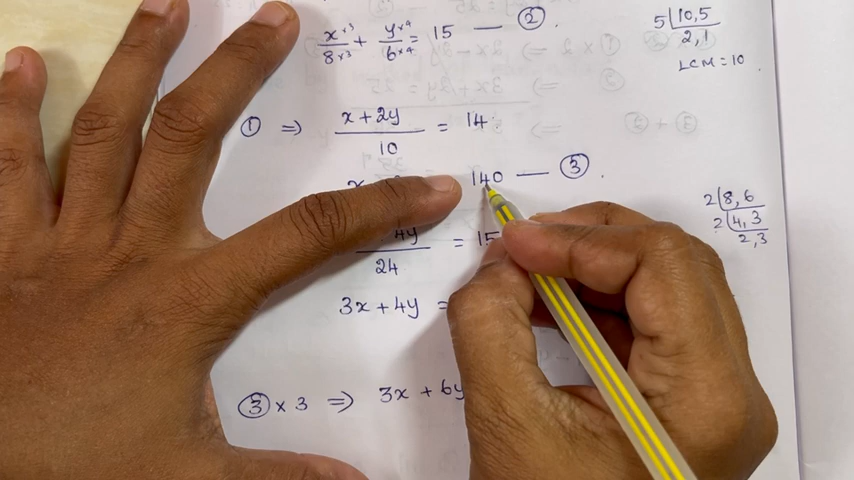 x×3/8×3 + y×4/6×4 = 15 — ②
5 | 10, 5
2, 1
LCM = 10
① ⇒ x + 2y / 10 = 14
140 — ③
4y / 24 = 15
2 | 8, 6
2 | 4, 3
2, 3
3x + 4y =
③ × 3 ⇒ 3x + 6y